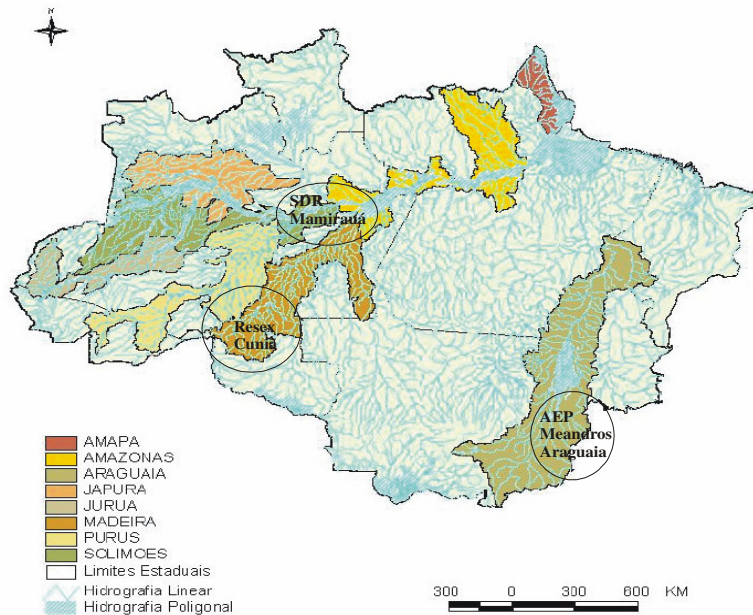 SDR
Mamirauá
Resex
Cuniã
AEP
Meandros
Araguaia
AMAPA
AMAZONAS
ARAGUAIA
JAPURA
JURUA
MADEIRA
PURUS
SOLIMOES
Limites Estaduais
Hidrografia Linear
Hidrografia Poligonal
300 0 300 600 KM